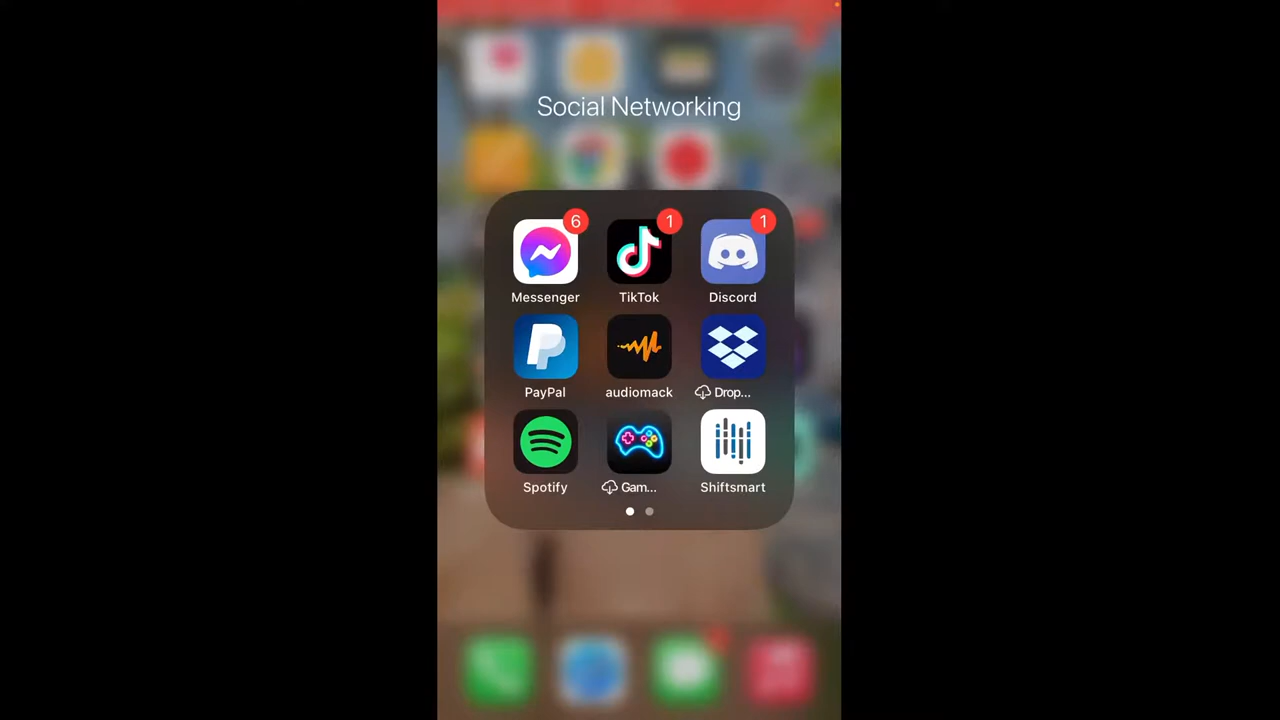 Social Networking
6 1 1
Messenger TikTok Discord
PayPal audiomack Drop...
Spotify Gam... Shiftsmart